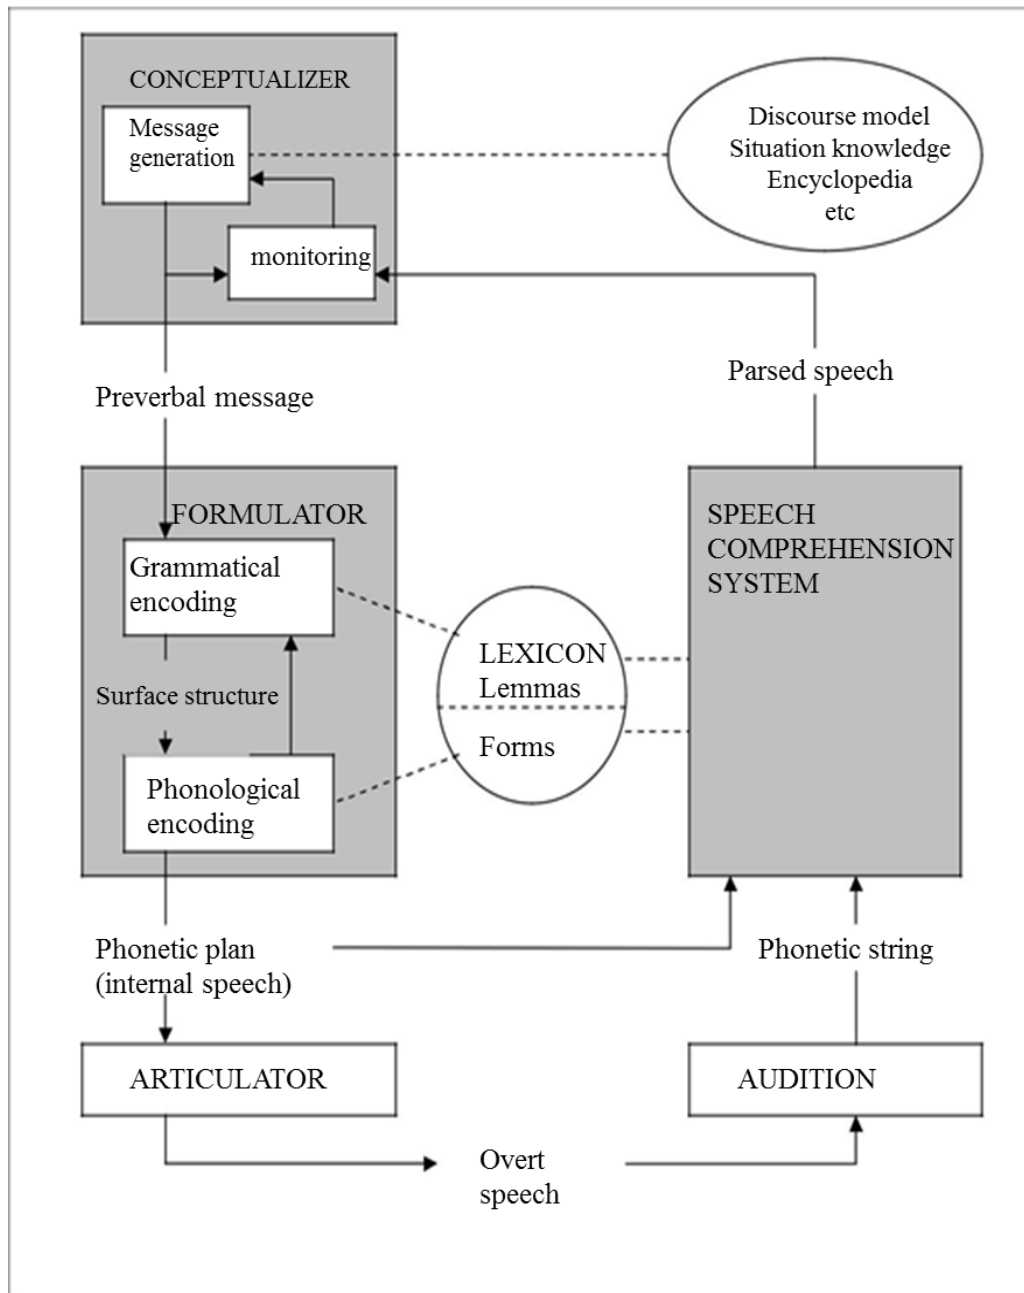 CONCEPTUALIZER
Message
generation
monitoring
Discourse model
Situation knowledge
Encyclopedia
etc
Preverbal message
Parsed speech
FORMULATOR
Grammatical
encoding
Surface structure
Phonological
encoding
LEXICON
Lemmas
Forms
SPEECH
COMPREHENSION
SYSTEM
Phonetic plan
(internal speech)
Phonetic string
ARTICULATOR
AUDITION
Overt
speech